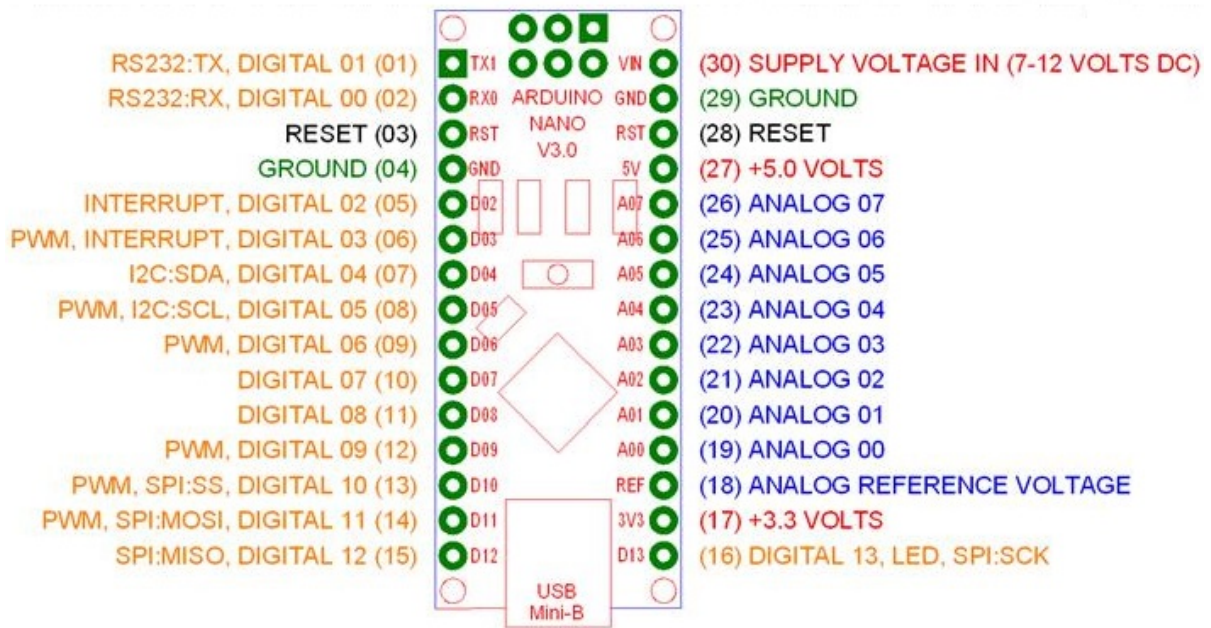 RS232:TX, DIGITAL 01 (01)
RS232:RX, DIGITAL 00 (02)
RESET (03)
GROUND (04)
INTERRUPT, DIGITAL 02 (05)
PWM, INTERRUPT, DIGITAL 03 (06)
I2C:SDA, DIGITAL 04 (07)
PWM, I2C:SCL, DIGITAL 05 (08)
PWM, DIGITAL 06 (09)
DIGITAL 07 (10)
DIGITAL 08 (11)
PWM, DIGITAL 09 (12)
PWM, SPI:SS, DIGITAL 10 (13)
PWM, SPI:MOSI, DIGITAL 11 (14)
SPI:MISO, DIGITAL 12 (15)
TX1
RX0
RST
GND
D02
D03
D04
D05
D06
D07
D08
D09
D10
D11
D12
ARDUINO
NANO
V3.0
USB
Mini-B
VIN
GND
RST
5V
A07
A06
A05
A04
A03
A02
A01
A00
REF
3V3
D13
(30) SUPPLY VOLTAGE IN (7-12 VOLTS DC)
(29) GROUND
(28) RESET
(27) +5.0 VOLTS
(26) ANALOG 07
(25) ANALOG 06
(24) ANALOG 05
(23) ANALOG 04
(22) ANALOG 03
(21) ANALOG 02
(20) ANALOG 01
(19) ANALOG 00
(18) ANALOG REFERENCE VOLTAGE
(17) +3.3 VOLTS
(16) DIGITAL 13, LED, SPI:SCK